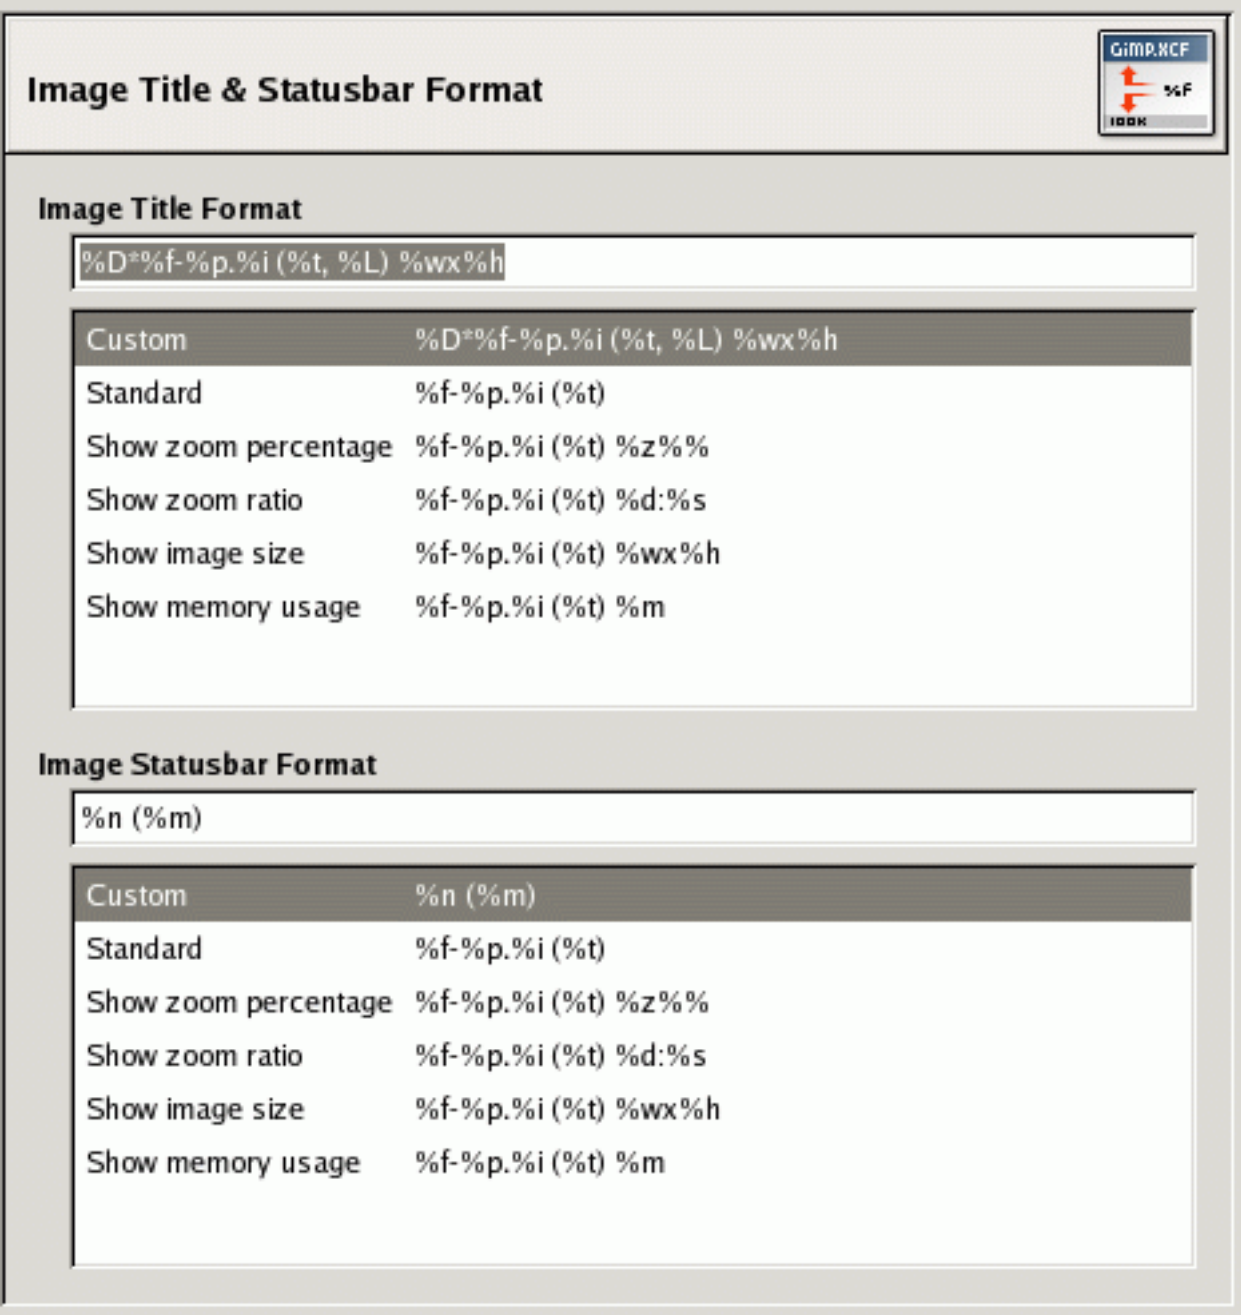 Image Title & Statusbar Format
GIMP.XCF
%F
100K
Image Title Format
%D*%f-%p.%i (%t, %L) %wx%h
Custom %D*%f-%p.%i (%t, %L) %wx%h
Standard %f-%p.%i (%t)
Show zoom percentage %f-%p.%i (%t) %z%%
Show zoom ratio %f-%p.%i (%t) %d:%s
Show image size %f-%p.%i (%t) %wx%h
Show memory usage %f-%p.%i (%t) %m
Image Statusbar Format
%n (%m)
Custom %n (%m)
Standard %f-%p.%i (%t)
Show zoom percentage %f-%p.%i (%t) %z%%
Show zoom ratio %f-%p.%i (%t) %d:%s
Show image size %f-%p.%i (%t) %wx%h
Show memory usage %f-%p.%i (%t) %m